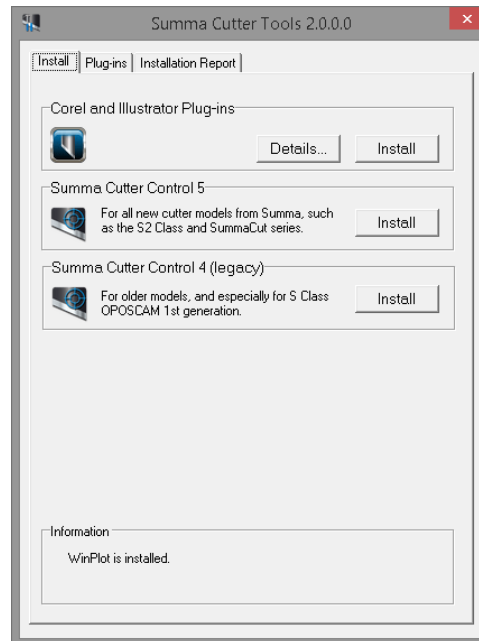 Summa Cutter Tools 2.0.0.0
Install
Plug-ins
Installation Report
Corel and Illustrator Plug-ins
Details...
Install
Summa Cutter Control 5
For all new cutter models from Summa, such
as the S2 Class and SummaCut series.
Install
Summa Cutter Control 4 (legacy)
For older models, and especially for S Class
OPOSCAM 1st generation.
Install
Information
WinPlot is installed.